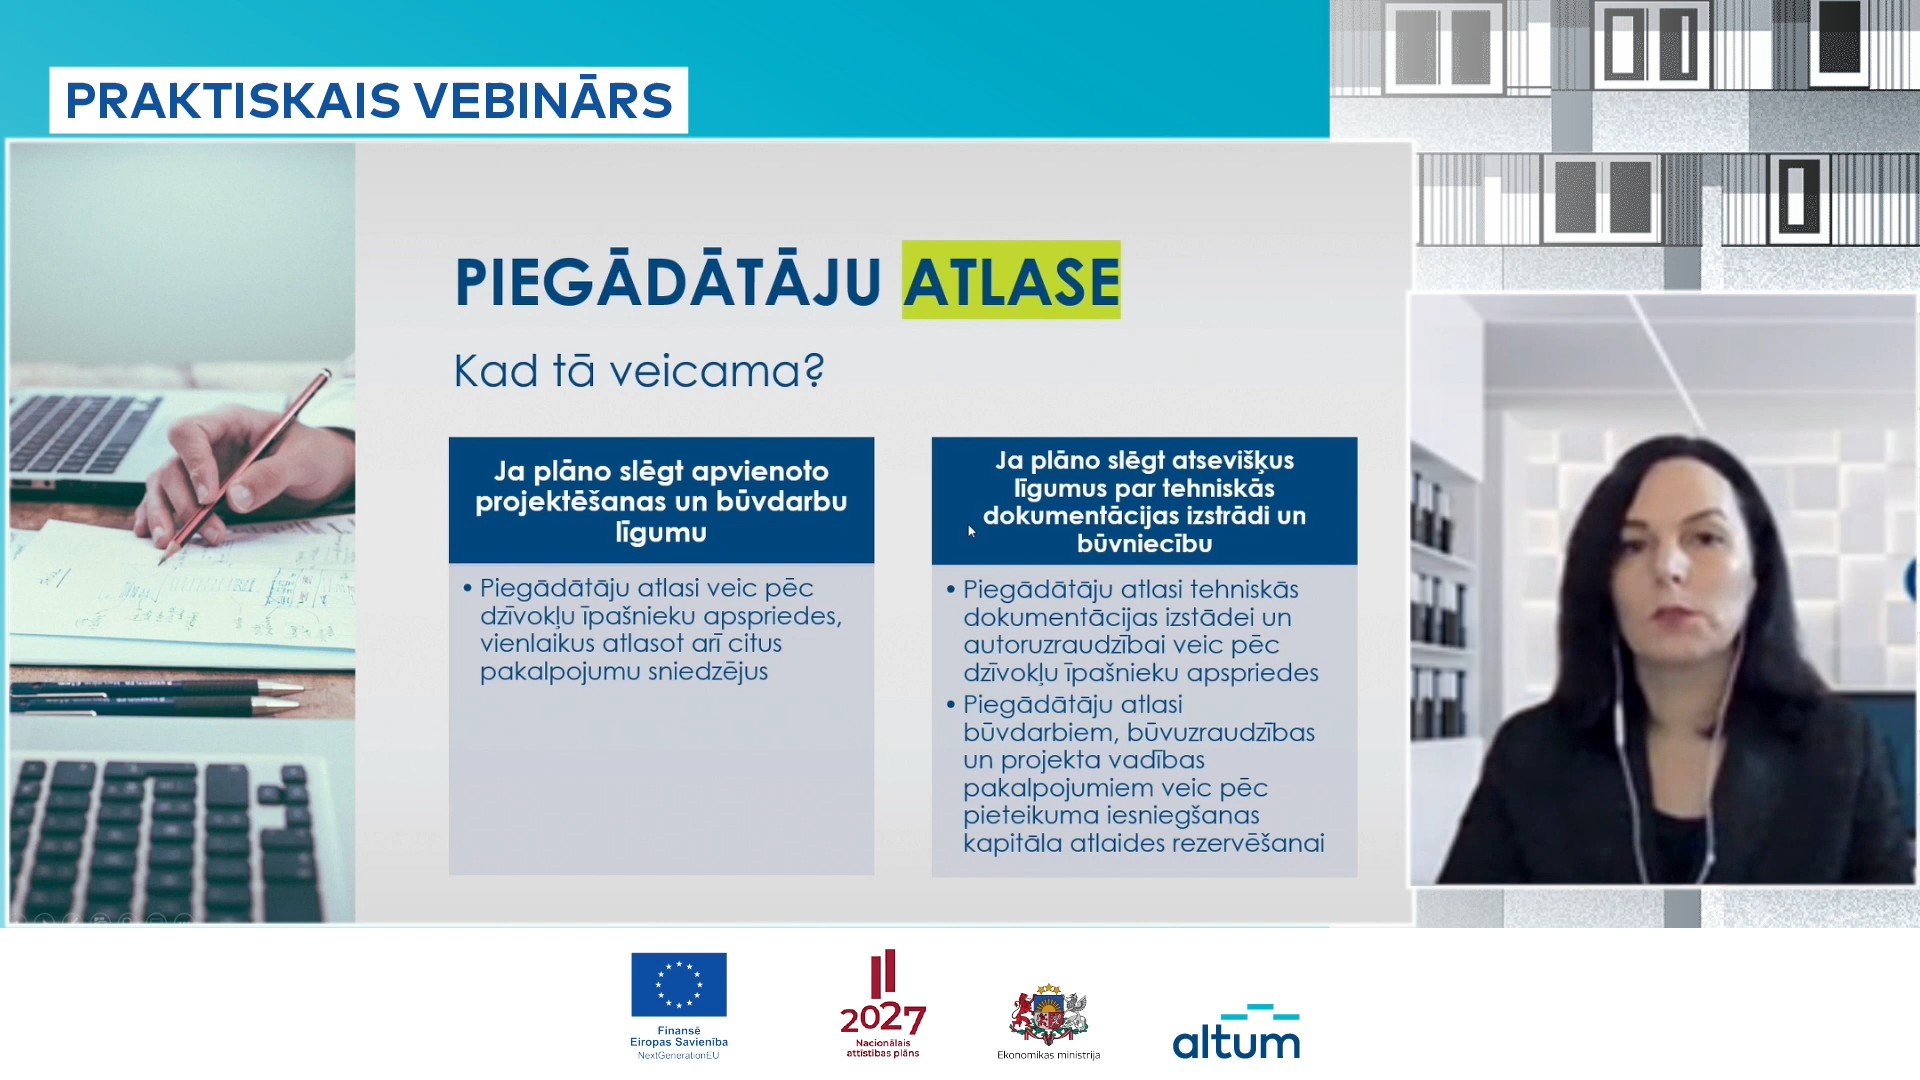 PRAKTISKAIS VEBINĀRS
PIEGĀDĀTĀJU ATLASE
Kad tā veicama?
Ja plāno slēgt apvienoto
projektēšanas un būvdarbu
līgumu
• Piegādātāju atlasi veic pēc
dzīvokļu īpašnieku apspriedes,
vienlaikus atlasot arī citus
pakalpojumu sniedzējus
Ja plāno slēgt atsevišķus
līgumus par tehniskās
dokumentācijas izstrādi un
būvniecību
• Piegādātāju atlasi tehniskās
dokumentācijas izstādei un
autoruzraudzībai veic pēc
dzīvokļu īpašnieku apspriedes
• Piegādātāju atlasi
būvdarbiem, būvuzraudzības
un projekta vadības
pakalpojumiem veic pēc
pieteikuma iesniegšanas
kapitāla atlaides rezervēšanai
Finansē
Eiropas Savienība
NextGenerationEU
2027
Nacionālais
attīstības plāns
Ekonomikas ministrija
altum